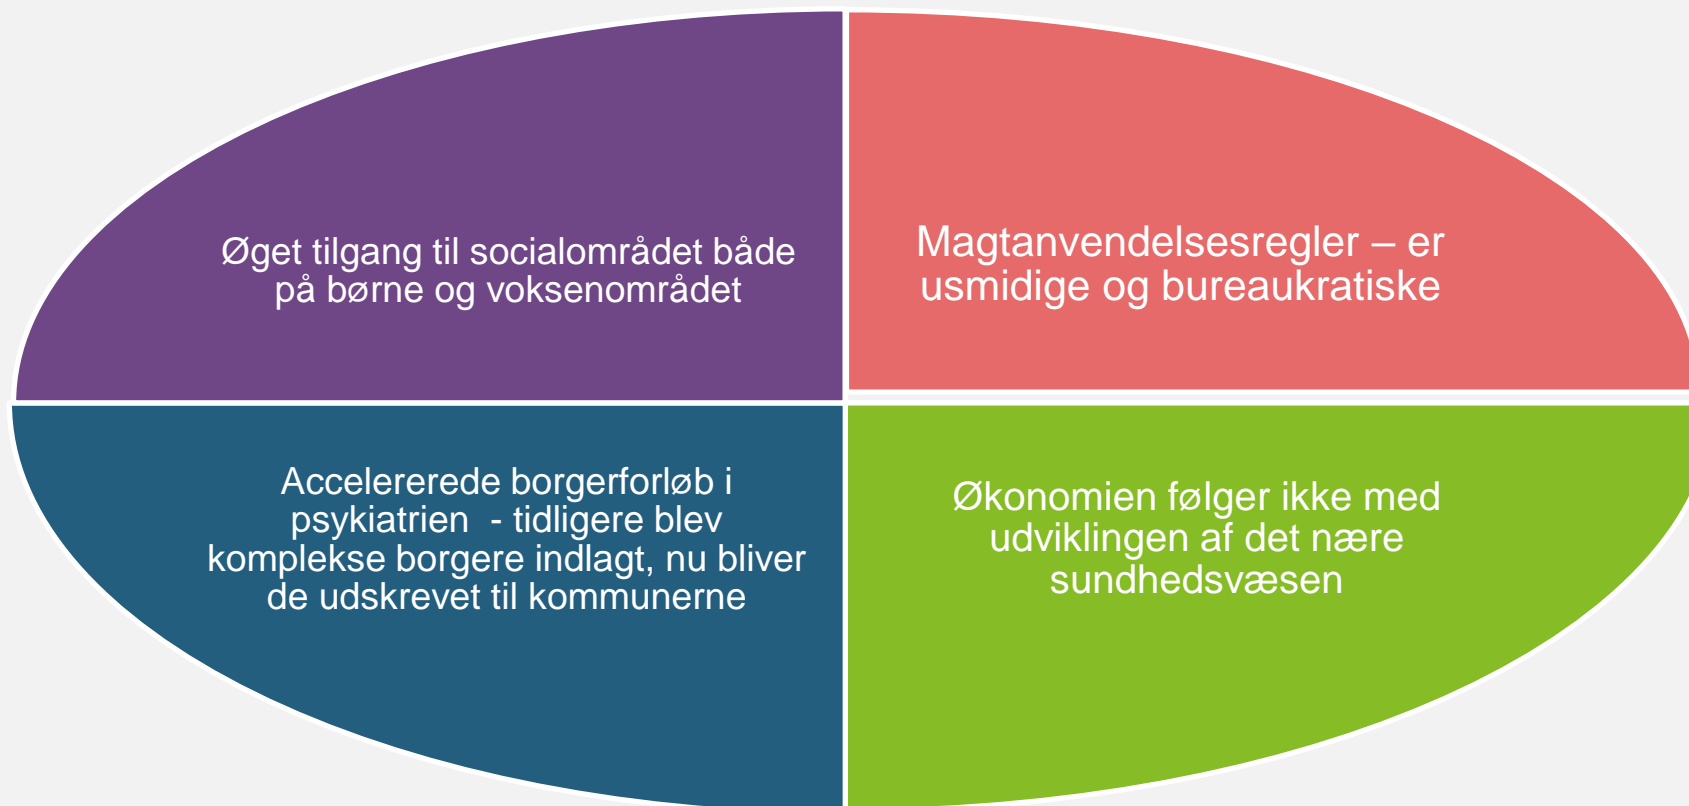 Øget tilgang til socialområdet både
på børne og voksenområdet
Magtanvendelsesregler – er
usmidige og bureaukratiske
Accelererede borgerforløb i
psykiatrien - tidligere blev
komplekse borgere indlagt, nu bliver
de udskrevet til kommunerne
Økonomien følger ikke med
udviklingen af det nære
sundhedsvæsen